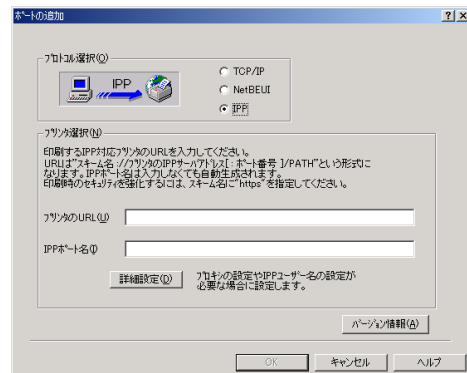 ポートの追加
プロトコル選択(O)
IPP
TCP/IP
NetBEUI
IPP
プリンタ選択(N)
印刷するIPP対応プリンタのURLを入力してください。
URLは"スキーム名://プリンタのIPPサーバアドレス[:ポート番号]/PATH"という形式に
なります。IPPポート名は入力しなくても自動生成されます。
印刷時のセキュリティを強化するには、スキーム名に"https"を指定してください。
プリンタのURL(U)
IPPポート名(I)
詳細設定(D)
プロキシの設定やIPPユーザー名の設定が
必要な場合に設定します。
バージョン情報(A)
OK
キャンセル
ヘルプ